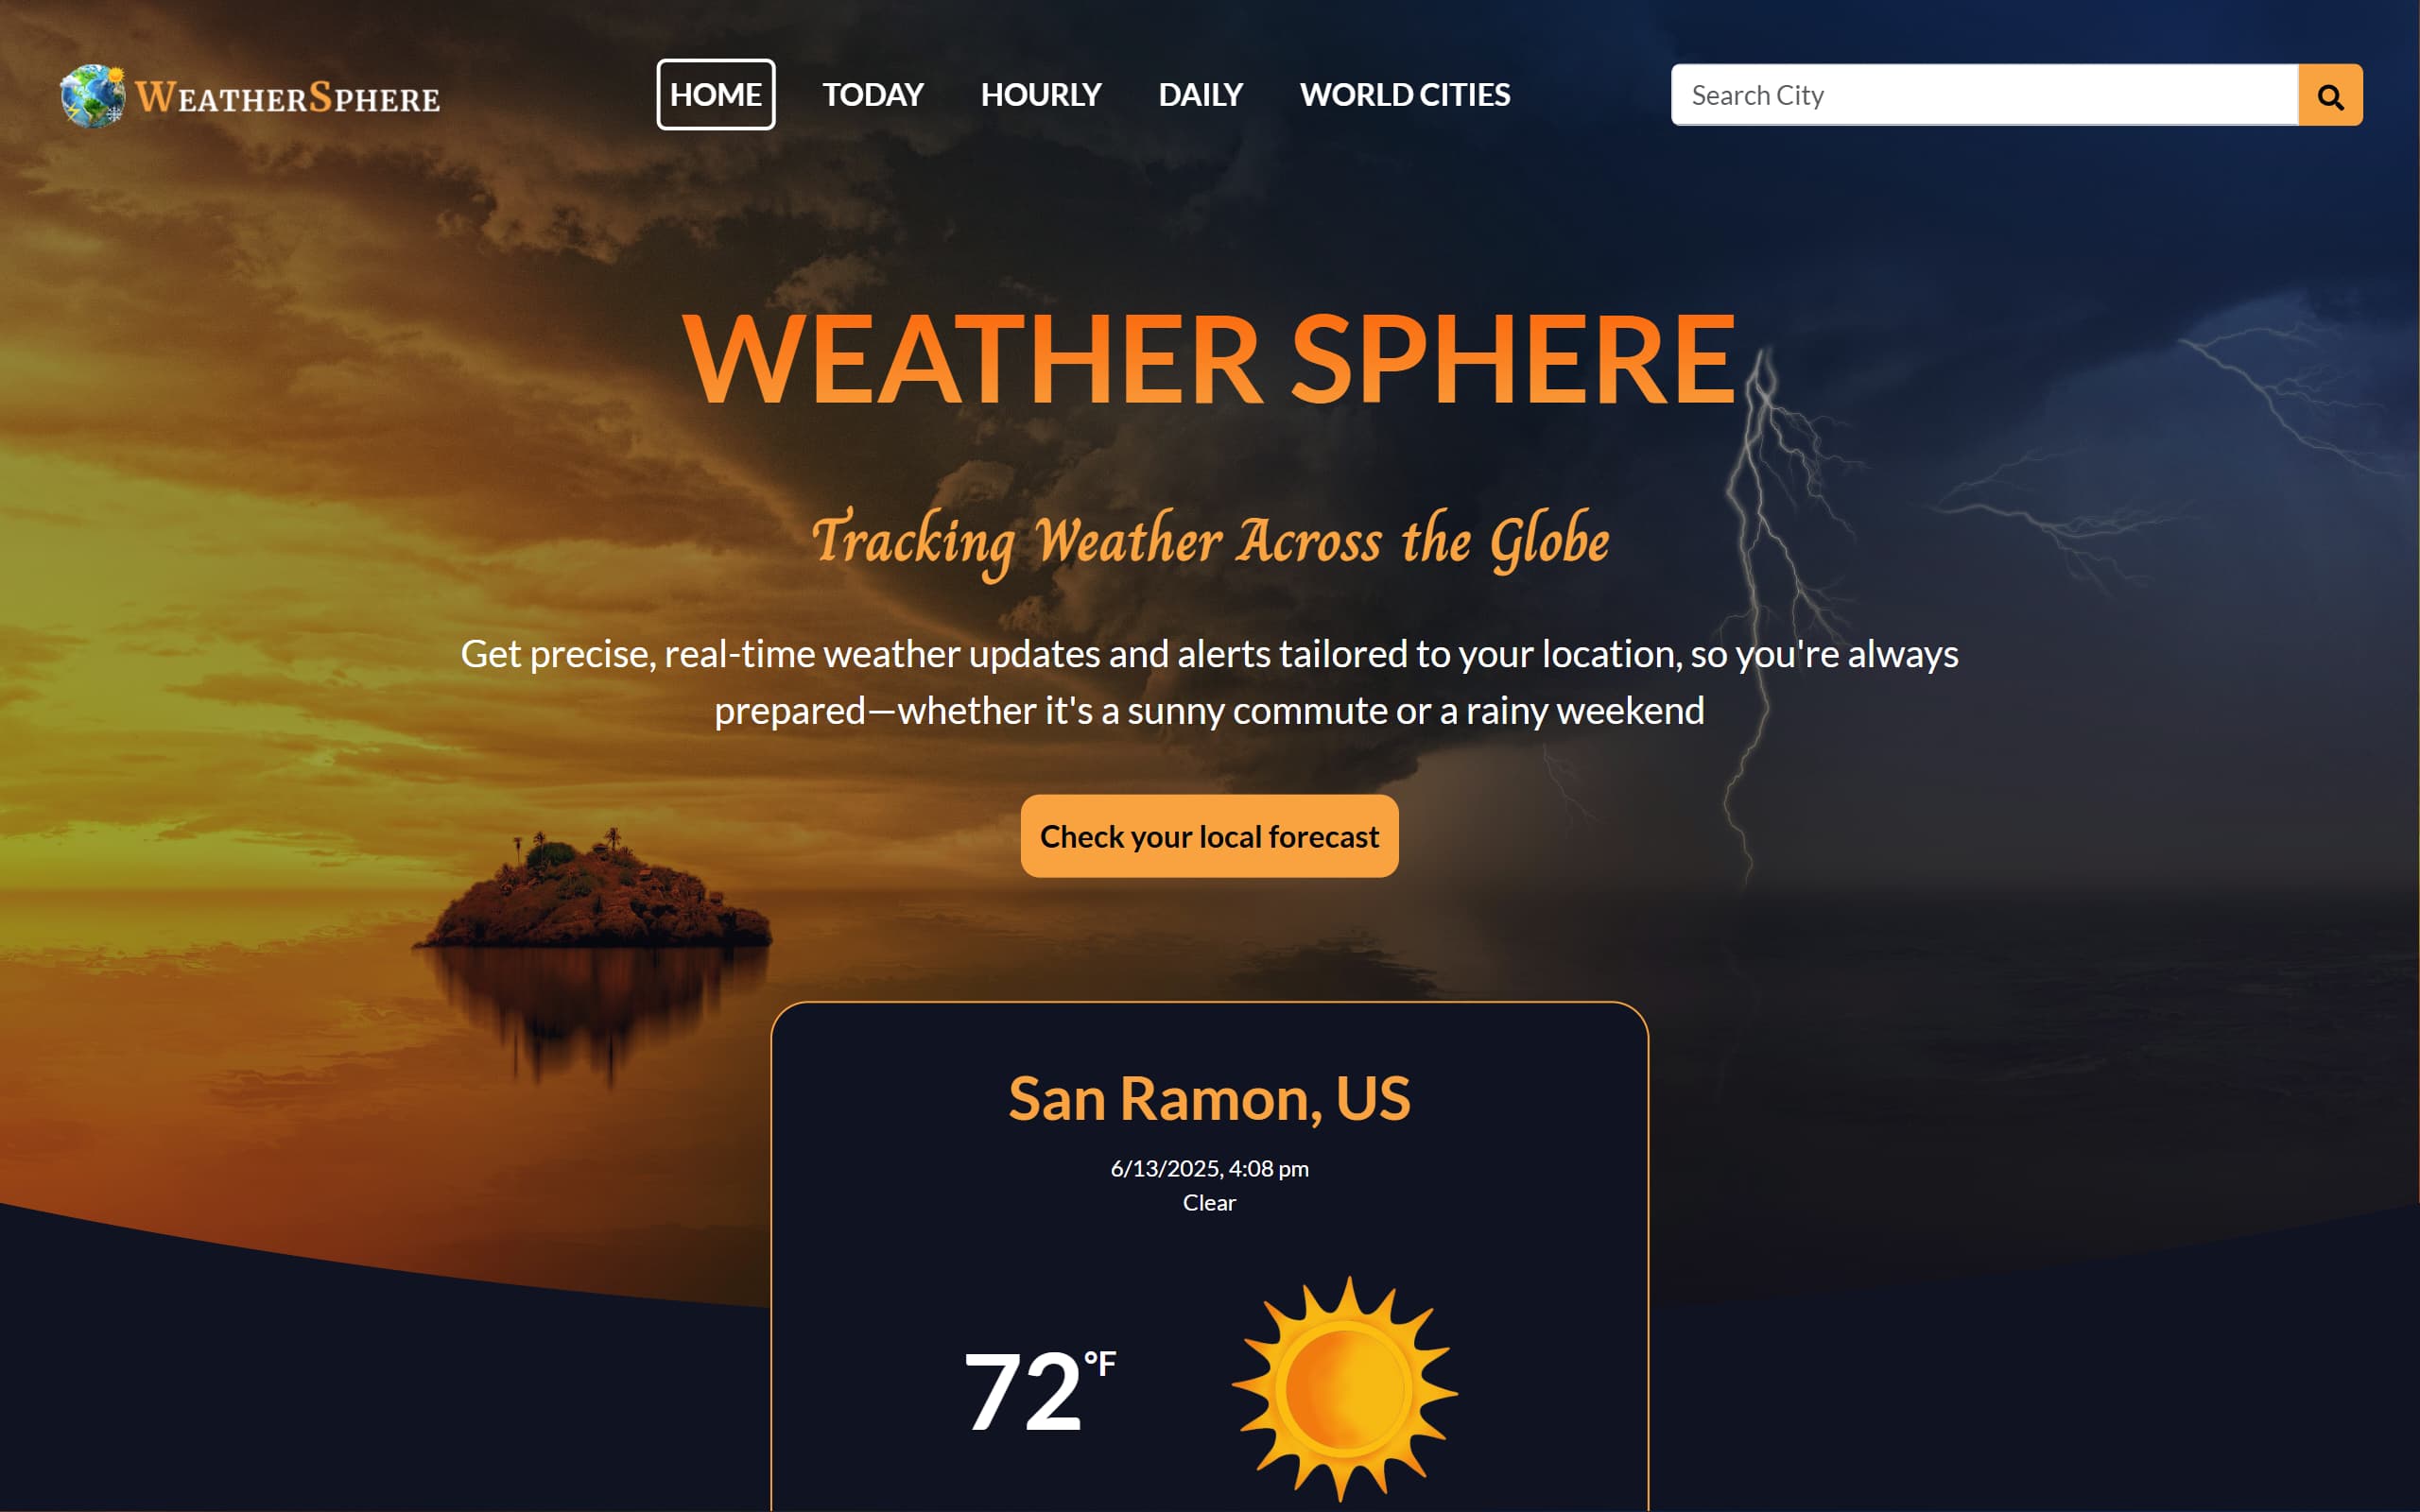 WEATHERSPHERE
HOME TODAY HOURLY DAILY WORLD CITIES
Search City
WEATHER SPHERE
Tracking Weather Across the Globe
Get precise, real-time weather updates and alerts tailored to your location, so you're always
prepared—whether it's a sunny commute or a rainy weekend
Check your local forecast
San Ramon, US
6/13/2025, 4:08 pm
Clear
72°F